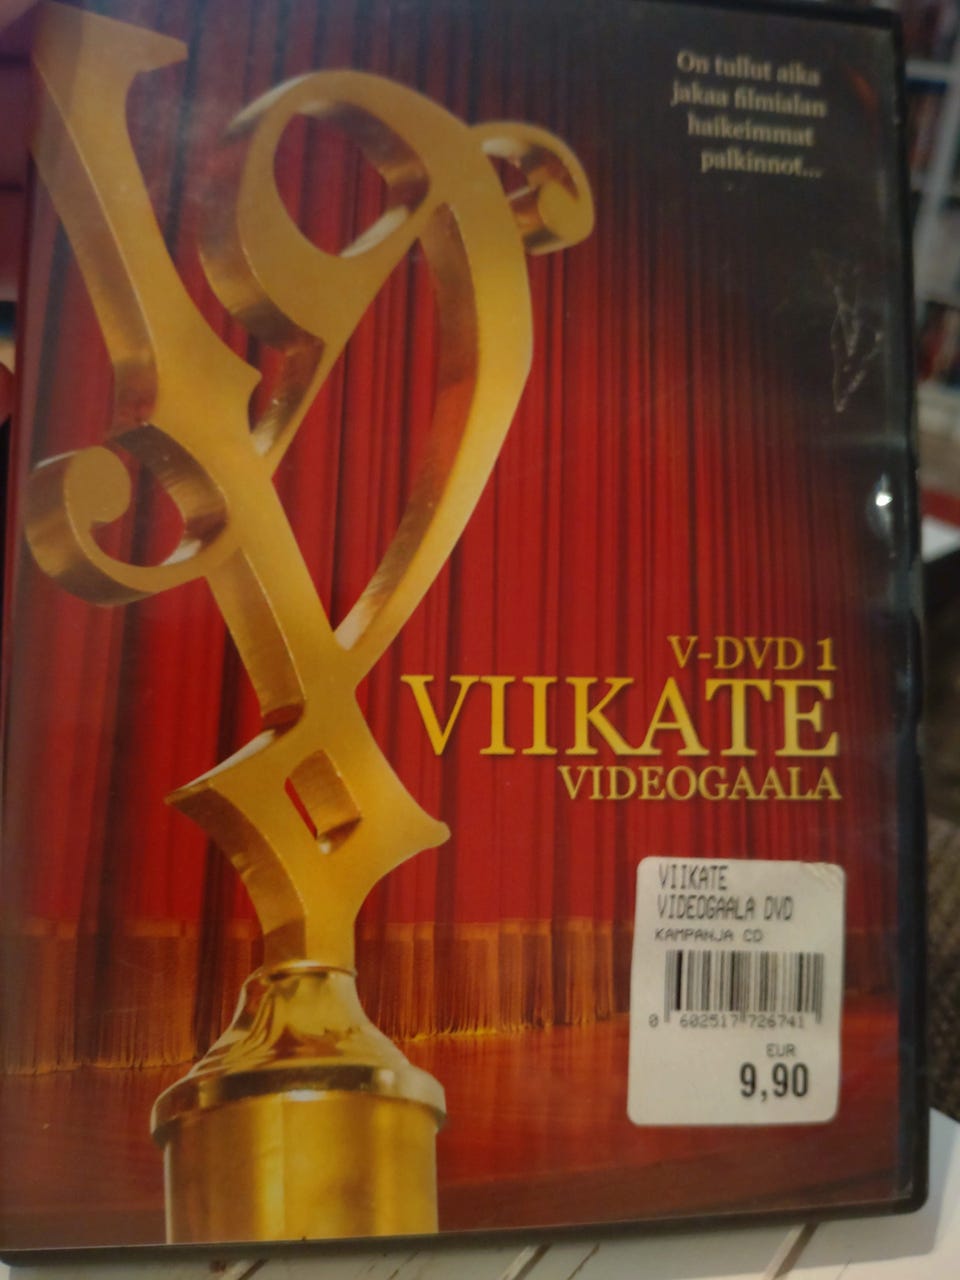 On tullut aika
jakaa filmialan
haikeimmat
palkinnot...
V-DVD 1
VIIKATE
VIDEOGAALA
VIIKATE
VIDEOGAALA DVD
KAMPANJA CD
0 602517 726741
EUR
9,90